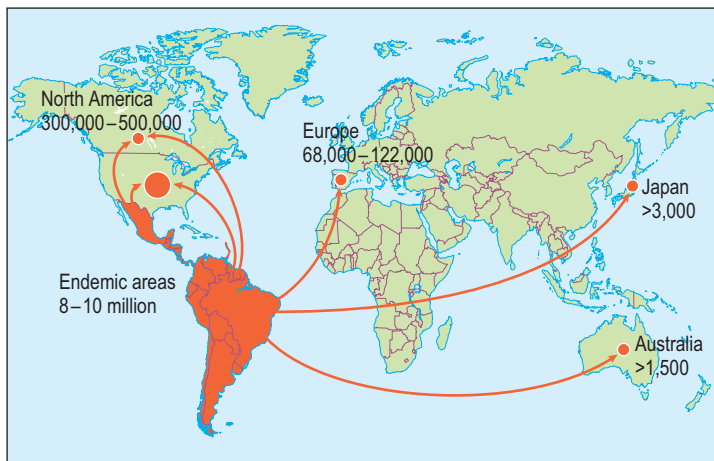 North America
300,000–500,000
Europe
68,000–122,000
Japan
>3,000
Endemic areas
8–10 million
Australia
>1,500